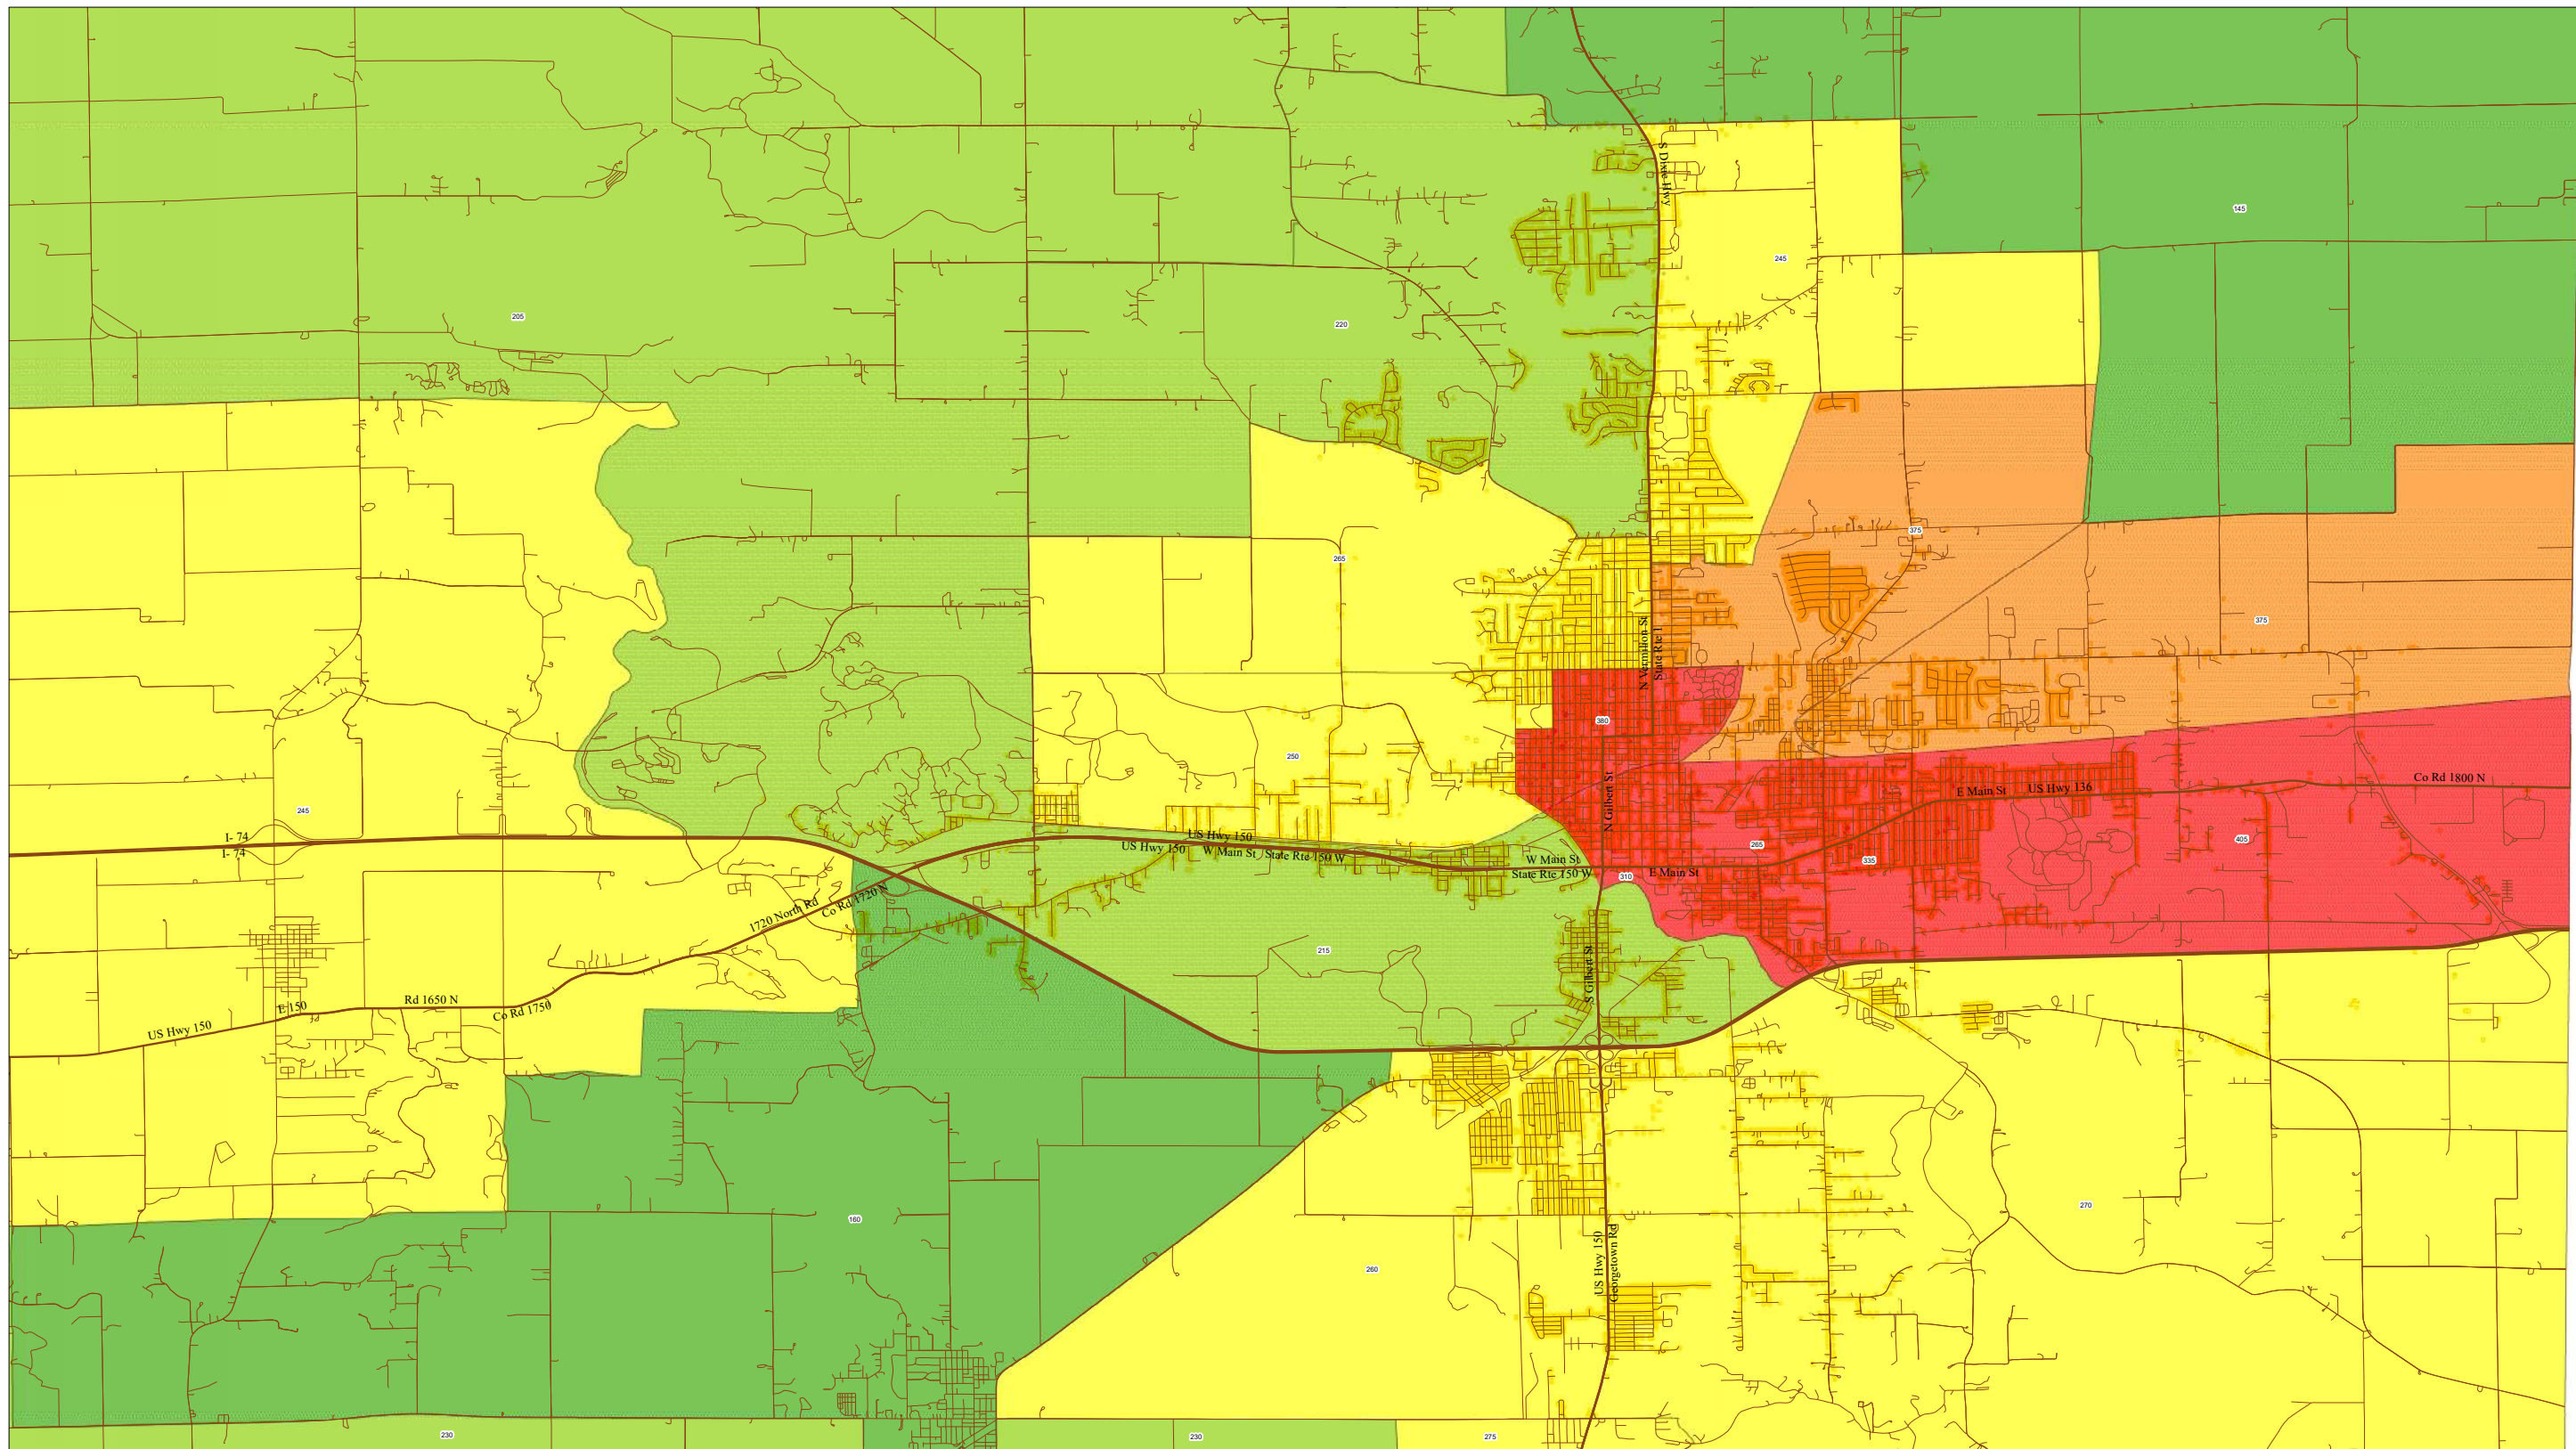 S Dixie Hwy
145
245
205
220
375
265
375
N Vermilion St
State Rte 1
380
250
Co Rd 1800 N
E Main St
US Hwy 136
N Gilbert St
245
I- 74
I- 74
US Hwy 150
US Hwy 150
W Main St
State Rte 150 W
405
265
335
W Main St
State Rte 150 W
310
E Main St
1720 North Rd
Co Rd 1720 N
215
S Gilbert St
Rd 1650 N
E 150
Co Rd 1750
US Hwy 150
160
270
260
US Hwy 150
Georgetown Rd
230
230
275